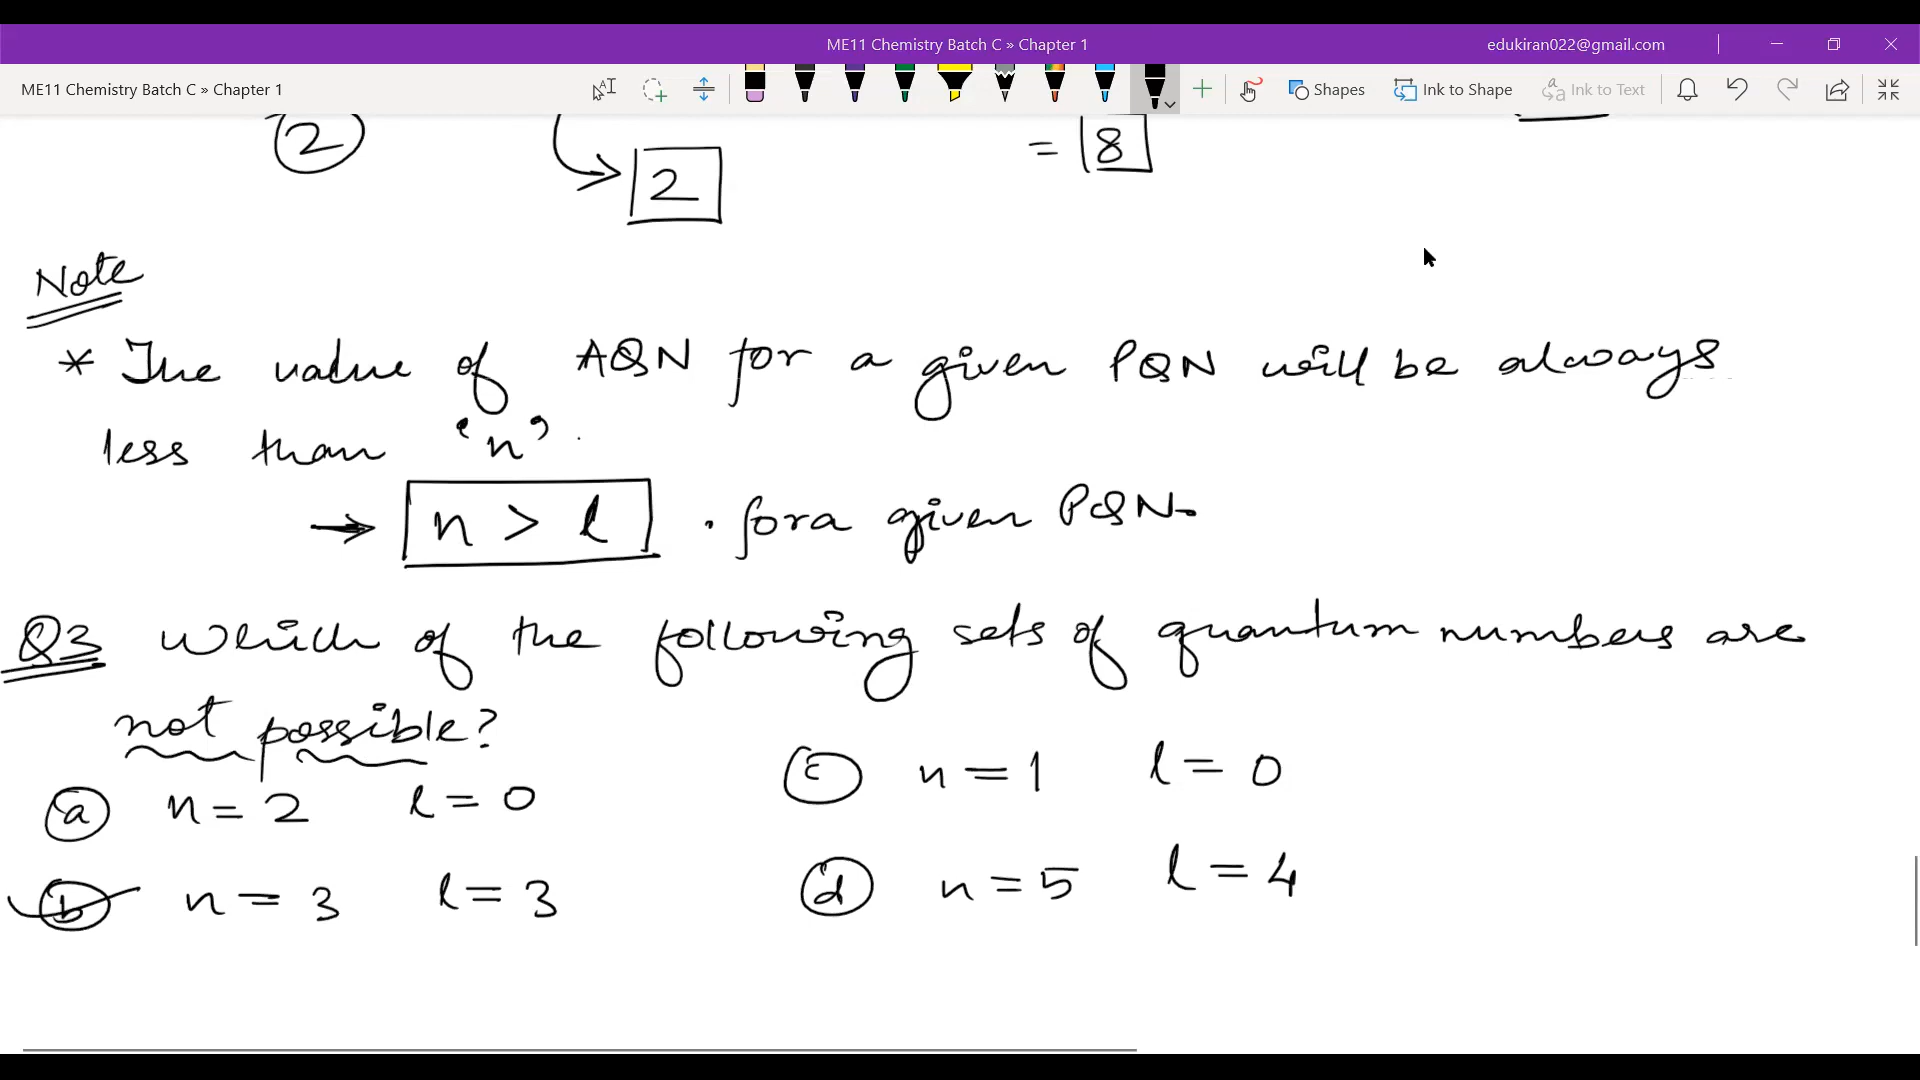 ME11 Chemistry Batch C » Chapter 1
edukiran022@gmail.com
ME11 Chemistry Batch C » Chapter 1
Shapes
Ink to Shape
Ink to Text
2
2
= 8
Note
* The value of AQN for a given PQN will be always
less than 'n'.
→ n > l . for a given PQN.
Q3 Which of the following sets of quantum numbers are
not possible?
a n = 2 l = 0
b n = 3 l = 3
c n = 1 l = 0
d n = 5 l = 4